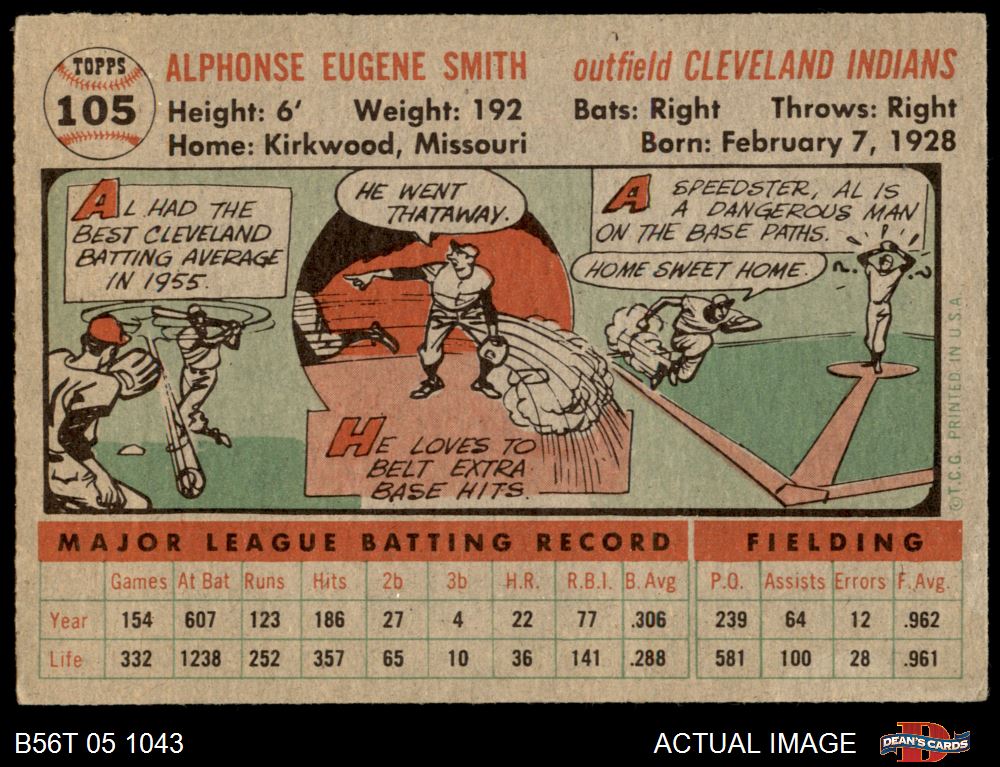 TOPPS
105
ALPHONSE EUGENE SMITH
outfield CLEVELAND INDIANS
Height: 6' Weight: 192
Bats: Right Throws: Right
Home: Kirkwood, Missouri
Born: February 7, 1928
AL HAD THE
BEST CLEVELAND
BATTING AVERAGE
IN 1955.
HE WENT
THATAWAY.
HE LOVES TO
BELT EXTRA
BASE HITS.
A SPEEDSTER, AL IS
A DANGEROUS MAN
ON THE BASE PATHS.
HOME SWEET HOME.
? ?
©T.C.G. PRINTED IN U.S.A.
MAJOR LEAGUE BATTING RECORD
FIELDING
Games At Bat Runs Hits 2b 3b H.R. R.B.I. B. Avg P.O. Assists Errors F. Avg.
Year 154 607 123 186 27 4 22 77 .306 239 64 12 .962
Life 332 1238 252 357 65 10 36 141 .288 581 100 28 .961
B56T 05 1043
ACTUAL IMAGE
DEAN'S CARDS